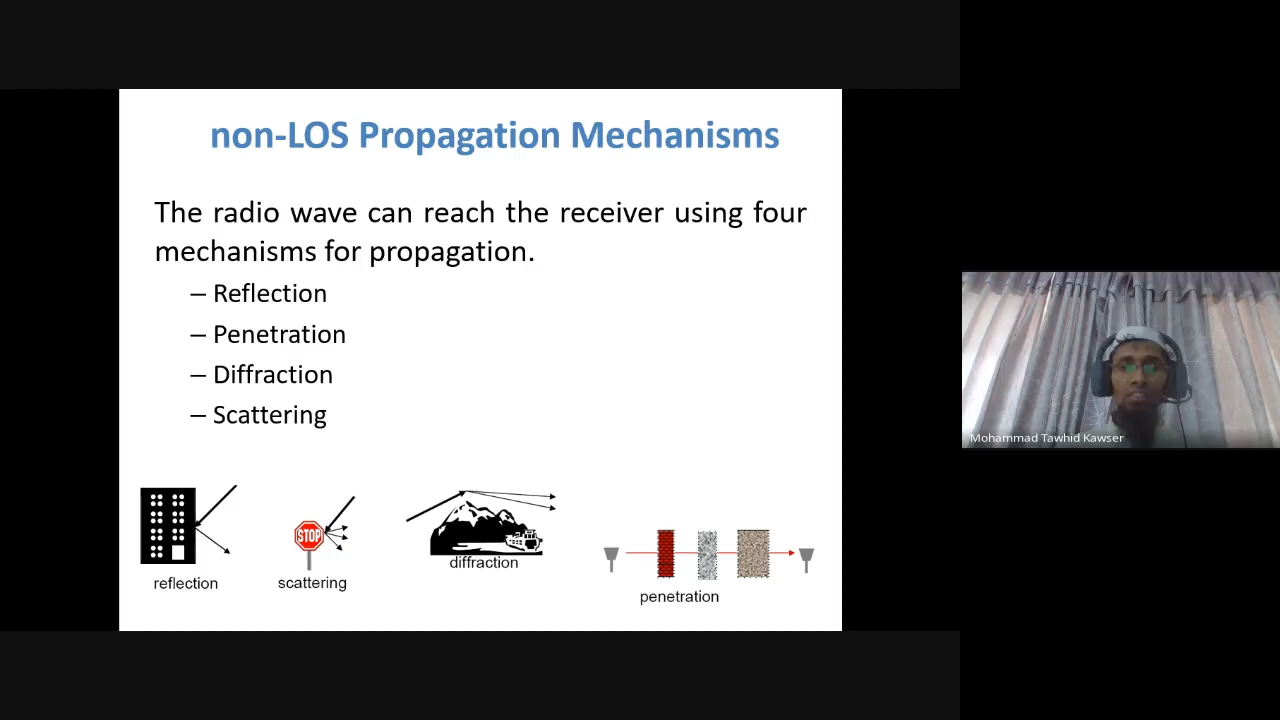 non-LOS Propagation Mechanisms
The radio wave can reach the receiver using four
mechanisms for propagation.
– Reflection
– Penetration
– Diffraction
– Scattering
STOP
reflection
scattering
diffraction
penetration
Mohammad Tawhid Kawser